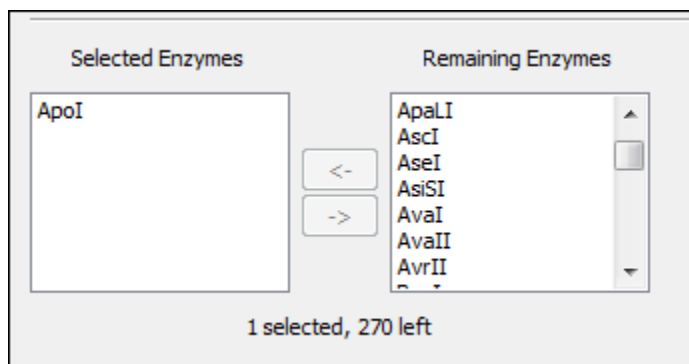 Selected Enzymes
Remaining Enzymes
ApoI
<-
->
ApaLI
AscI
AseI
AsiSI
AvaI
AvaII
AvrII
1 selected, 270 left